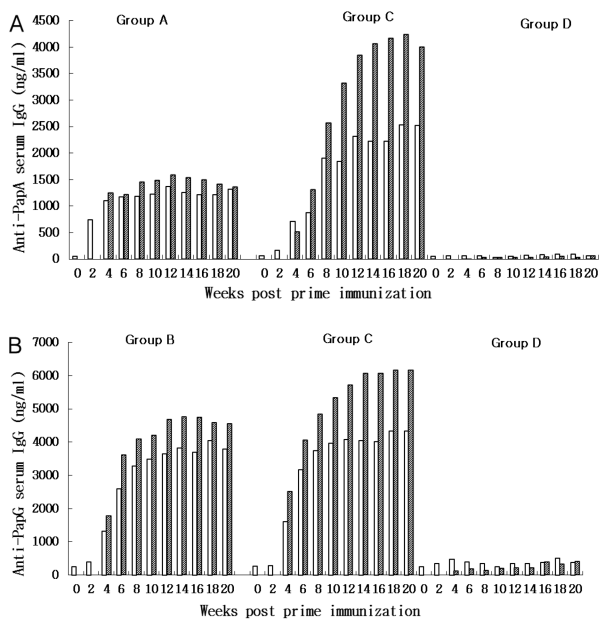 A
Group A
Group C
Group D
Anti-PapA serum IgG (ng/ml)
4500
4000
3500
3000
2500
2000
1500
1000
500
0
0 2 4 6 8 10 12 14 16 18 20 0 2 4 6 8 10 12 14 16 18 20 0 2 4 6 8 10 12 14 16 18 20
Weeks post prime immunization
B
Group B
Group C
Group D
Anti-PapG serum IgG (ng/ml)
7000
6000
5000
4000
3000
2000
1000
0
0 2 4 6 8 10 12 14 16 18 20 0 2 4 6 8 10 12 14 16 18 20 0 2 4 6 8 10 12 14 16 18 20
Weeks post prime immunization